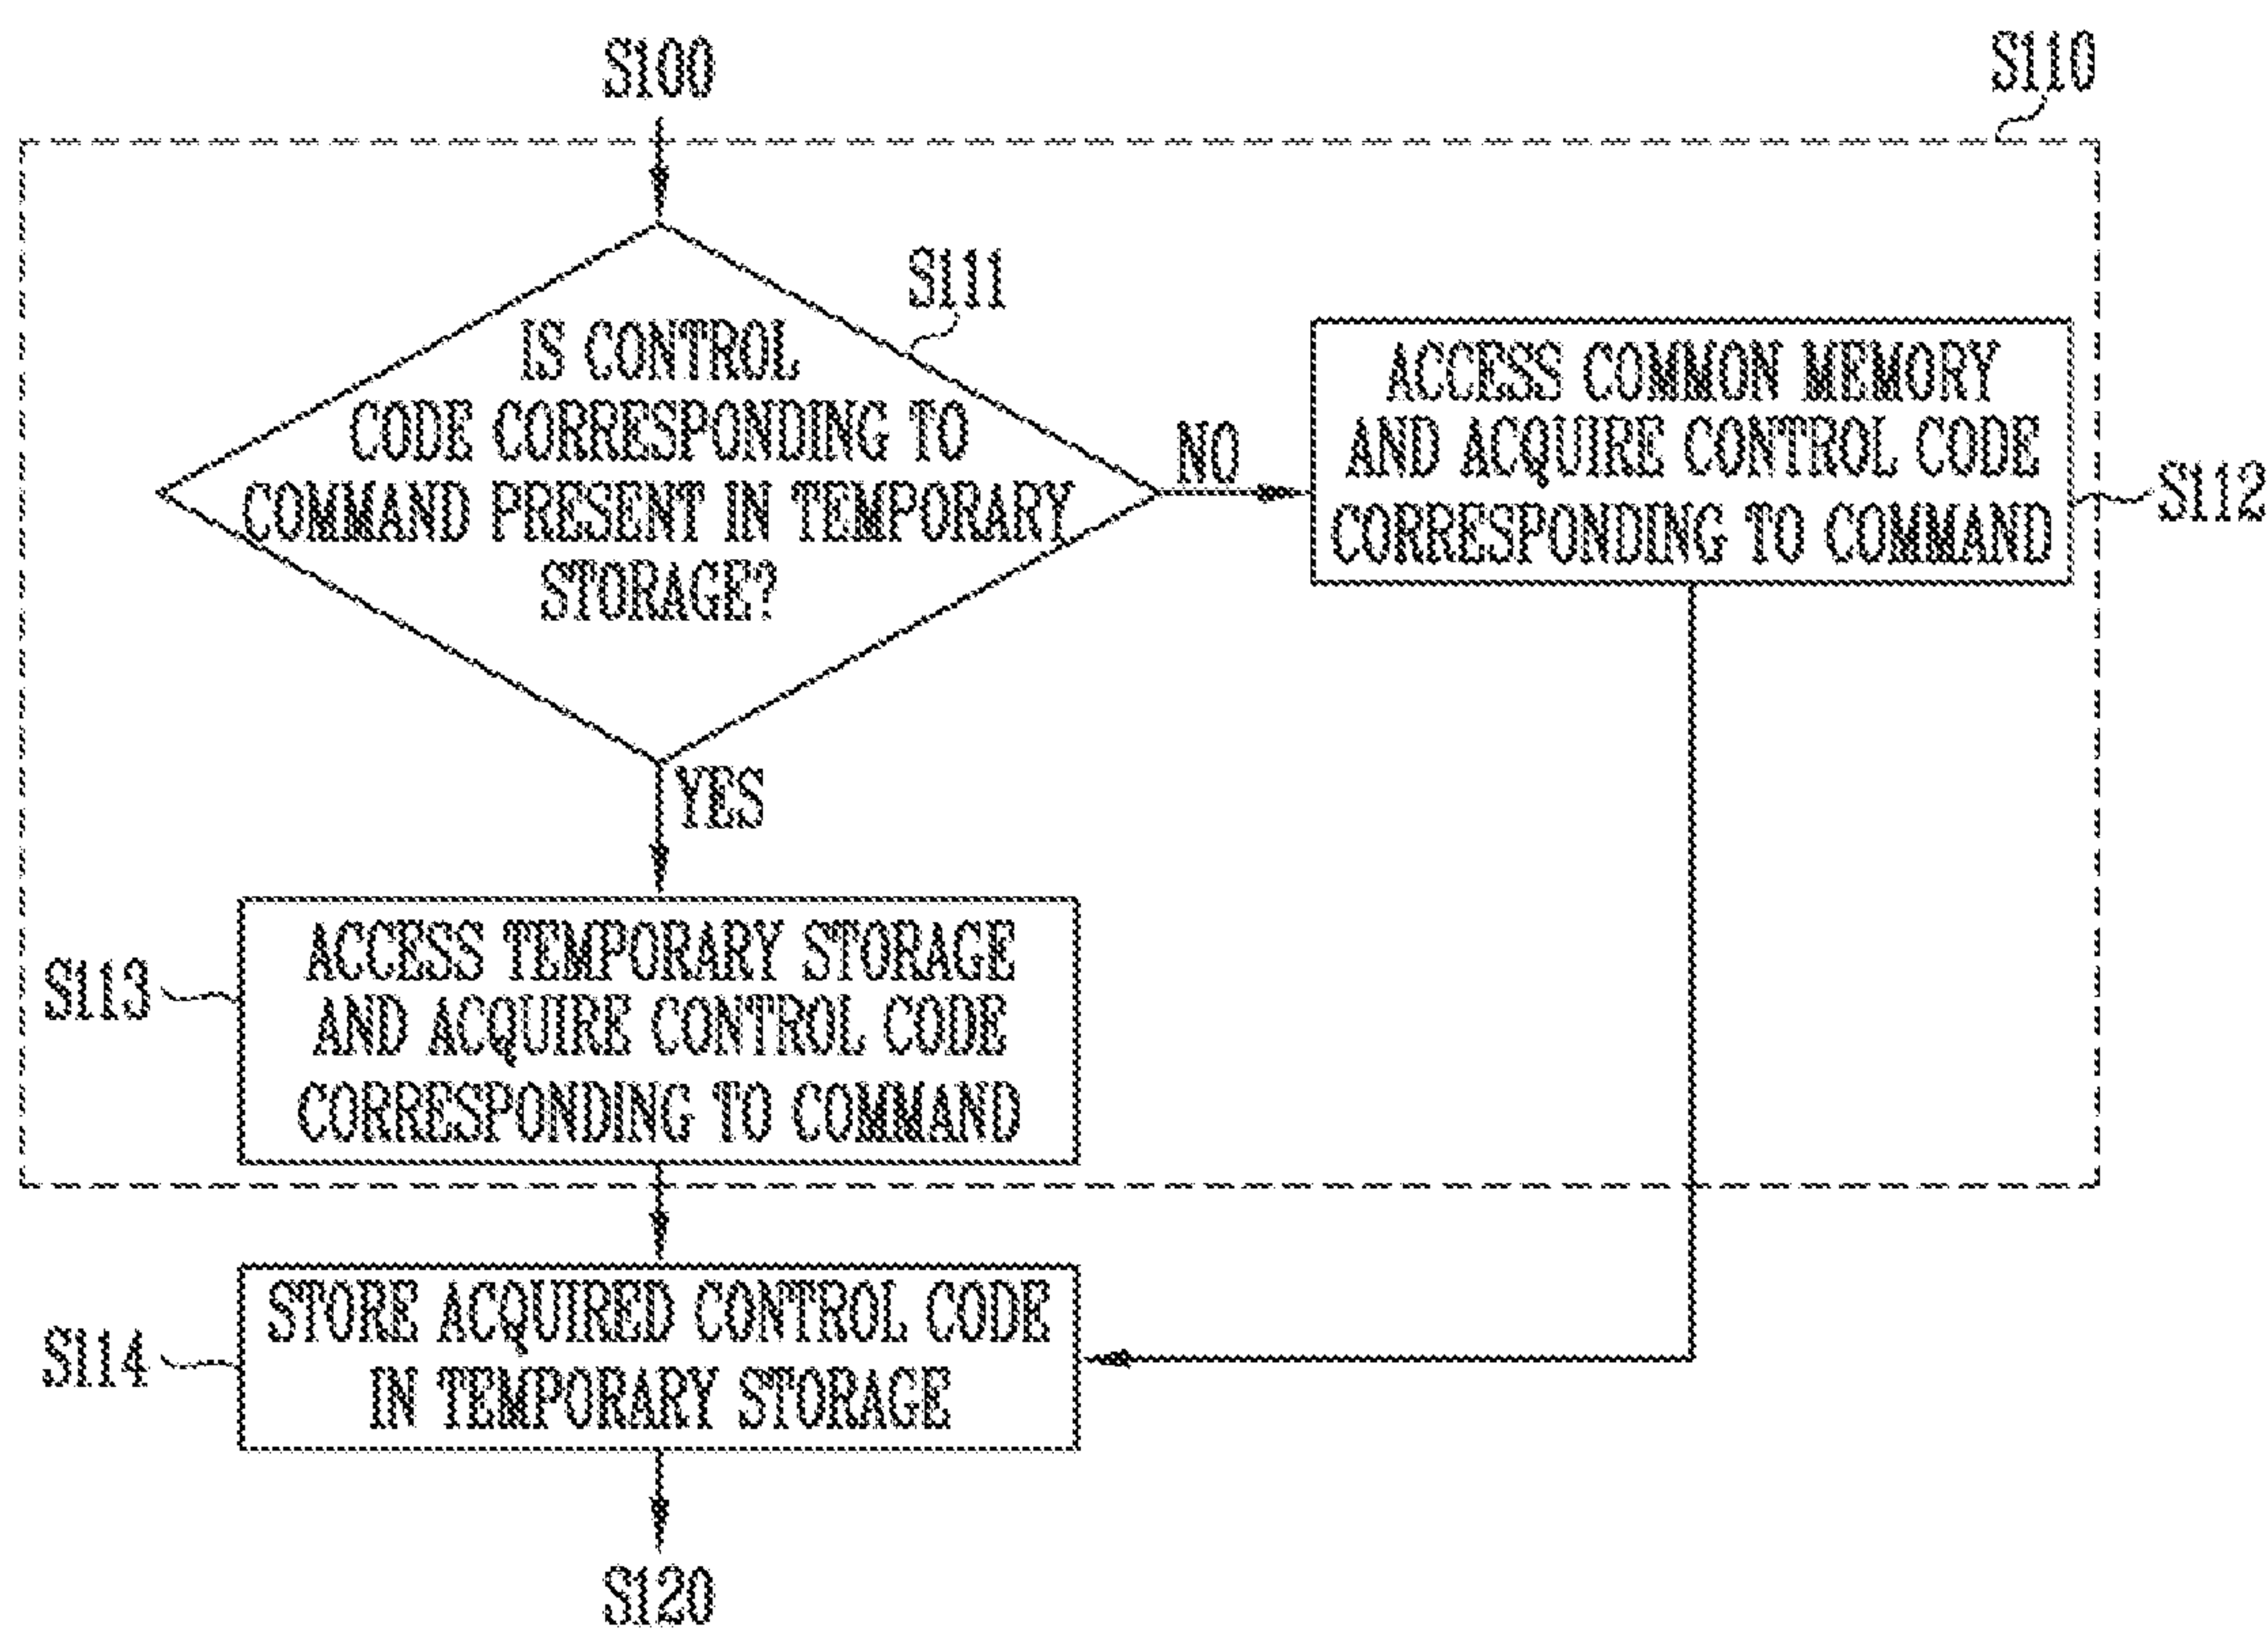 S100
S110
S111
IS CONTROL
CODE CORRESPONDING TO
COMMAND PRESENT IN TEMPORARY
STORAGE?
NO
ACCESS COMMON MEMORY
AND ACQUIRE CONTROL CODE
CORRESPONDING TO COMMAND
S112
YES
S113
ACCESS TEMPORARY STORAGE
AND ACQUIRE CONTROL CODE
CORRESPONDING TO COMMAND
S114
STORE ACQUIRED CONTROL CODE
IN TEMPORARY STORAGE
S120